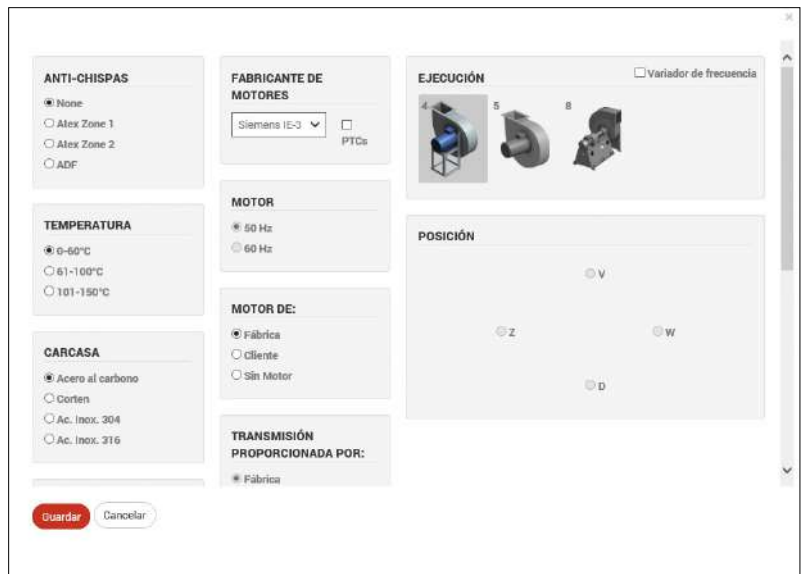 ANTI-CHISPAS
None
Atex Zone 1
Atex Zone 2
ADF
TEMPERATURA
0-60°C
61-100°C
101-150°C
CARCASA
Acero al carbono
Corten
Ac. Inox. 304
Ac. Inox. 316
FABRICANTE DE
MOTORES
Siemens IE-3
PTCs
MOTOR
50 Hz
60 Hz
MOTOR DE:
Fábrica
Cliente
Sin Motor
TRANSMISIÓN
PROPORCIONADA POR:
Fábrica
EJECUCIÓN
Variador de frecuencia
4 5 8
POSICIÓN
V
Z W
D
Guardar Cancelar